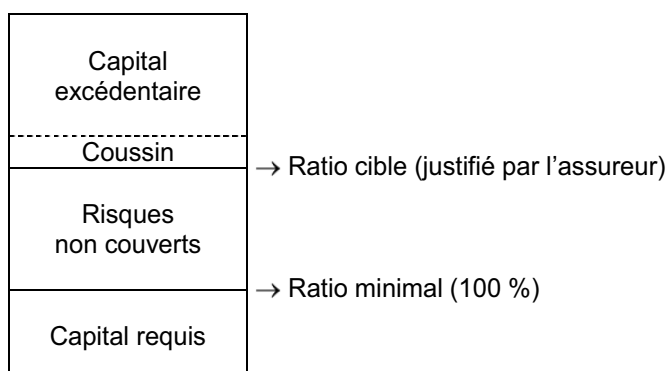 Capital
excédentaire
Coussin
→ Ratio cible (justifié par l’assureur)
Risques
non couverts
→ Ratio minimal (100 %)
Capital requis